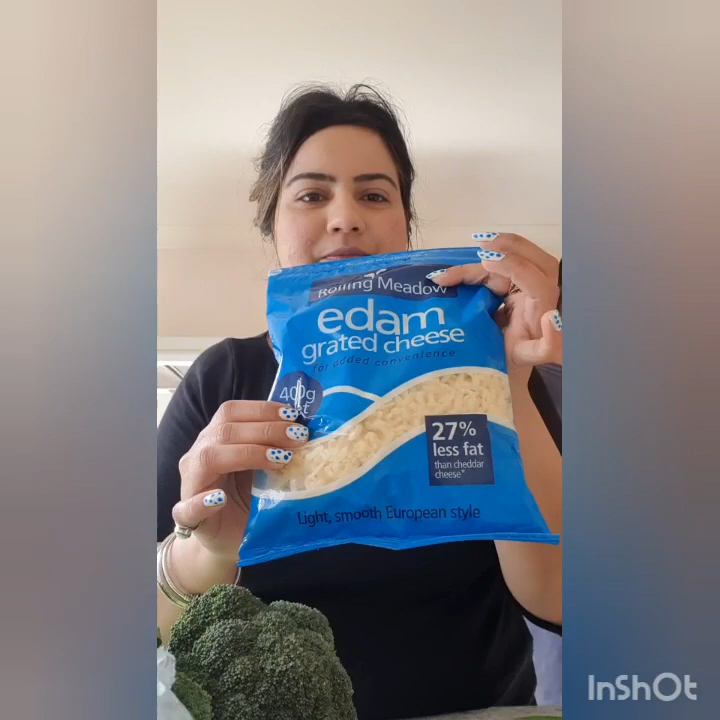 Rolling Meadow
edam
grated cheese
for added convenience
400g
27%
less fat
than cheddar
cheese*
Light, smooth European style
InShOt